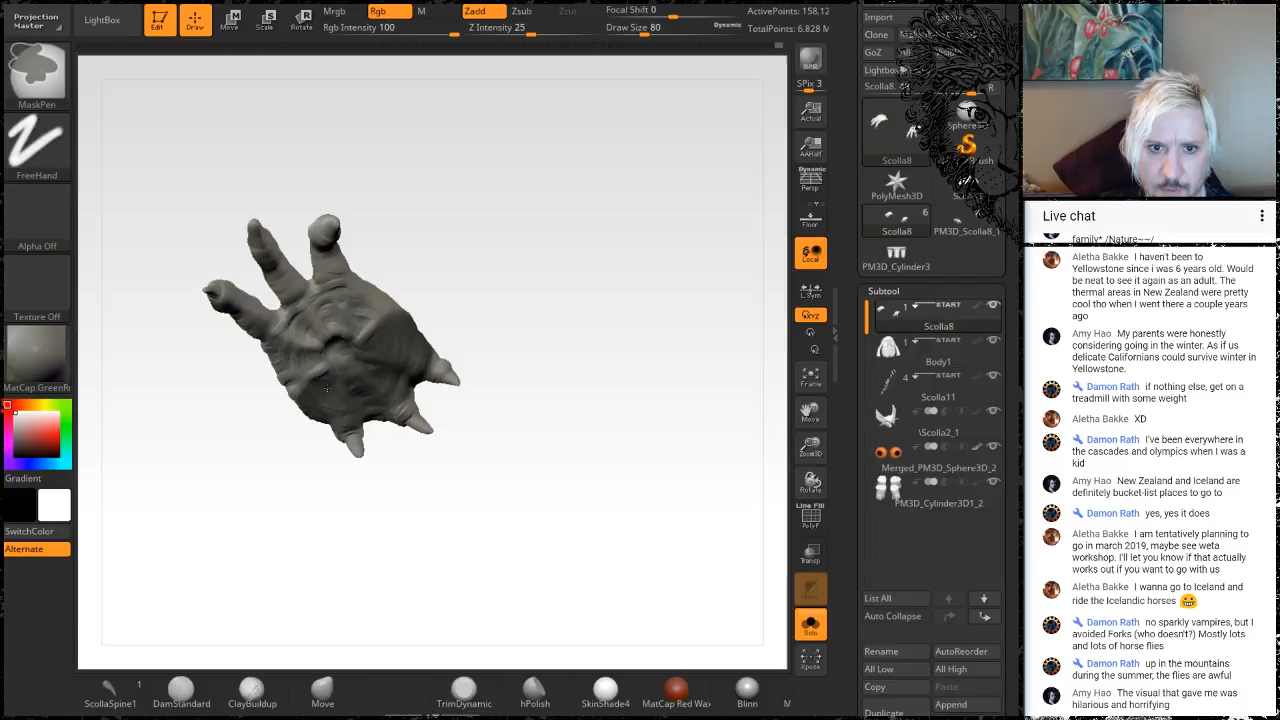 Projection
Master
LightBox
Edit
Draw
Move
Scale
Rotate
Mrgb
Rgb
M
Rgb Intensity 100
Zadd
Zsub
Zcut
Z Intensity 25
Focal Shift 0
Draw Size 80
Dynamic
ActivePoints: 158,12
TotalPoints: 6.828 M
MaskPen
FreeHand
Alpha Off
Texture Off
MatCap GreenRo
Gradient
SwitchColor
Alternate
BPR
SPix 3
Actual
AAHalf
Dynamic
Persp
Floor
Local
L.Sym
XYZ
Frame
Move
Zoom3D
Rotate
Line Fill
PolyF
Transp
Solo
Xpose
Import
Clone
GoZ
All
Lightbox
Scolla8. 48
R
Scolla8
Sphere3D
PolyMesh3D
6
Scolla8
PM3D_Scolla8_1
PM3D_Cylinder3
Subtool
1
START
Scolla8
1
START
Body1
4
START
Scolla11
\Scolla2_1
Merged_PM3D_Sphere3D_2
PM3D_Cylinder3D1_2
List All
Auto Collapse
Rename
AutoReorder
All Low
All High
Copy
Paste
Duplicate
Append
ScollaSpine1
1
DamStandard
ClayBuildup
Move
TrimDynamic
hPolish
SkinShade4
MatCap Red Wax
Blinn
M
Live chat
family* /Nature~~/
Aletha Bakke I haven't been to
Yellowstone since i was 6 years old. Would
be neat to see it again as an adult. The
thermal areas in New Zealand were pretty
cool tho when I went there a couple years
ago
Amy Hao My parents were honestly
considering going in the winter. As if us
delicate Californians could survive winter in
Yellowstone.
Damon Rath if nothing else, get on a
treadmill with some weight
Aletha Bakke XD
Damon Rath I've been everywhere in
the cascades and olympics when I was a
kid
Amy Hao New Zealand and Iceland are
definitely bucket-list places to go to
Damon Rath yes, yes it does
Aletha Bakke I am tentatively planning to
go in march 2019, maybe see weta
workshop. I'll let you know if that actually
works out if you want to go with us
Aletha Bakke I wanna go to Iceland and
ride the Icelandic horses
Damon Rath no sparkly vampires, but I
avoided Forks (who doesn't?) Mostly lots
and lots of horse flies
Damon Rath up in the mountains
during the summer, the flies are awful
Amy Hao The visual that gave me was
hilarious and horrifying